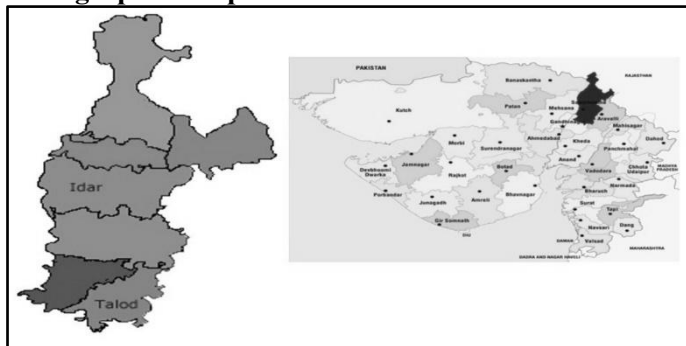 Idar
Talod
PAKISTAN
RAJASTHAN
Banaskantha
Patan
Mehsana
Kutch
Gandhinagar
Aravalli
Mahisagar
Morbi
Surendranagar
Ahmedabad
Kheda
Panchmahal
Dahod
Jamnagar
Anand
Devbhoomi
Dwarka
Rajkot
Botad
Vadodara
Chhota
Udaipur
MADHYA
PRADESH
Porbandar
Bhavnagar
Bharuch
Narmada
Junagadh
Amreli
Surat
Tapi
Gir Somnath
Diu
Navsari
Dang
DAMAN
Valsad
MAHARASHTRA
DADRA AND NAGAR HAVELI